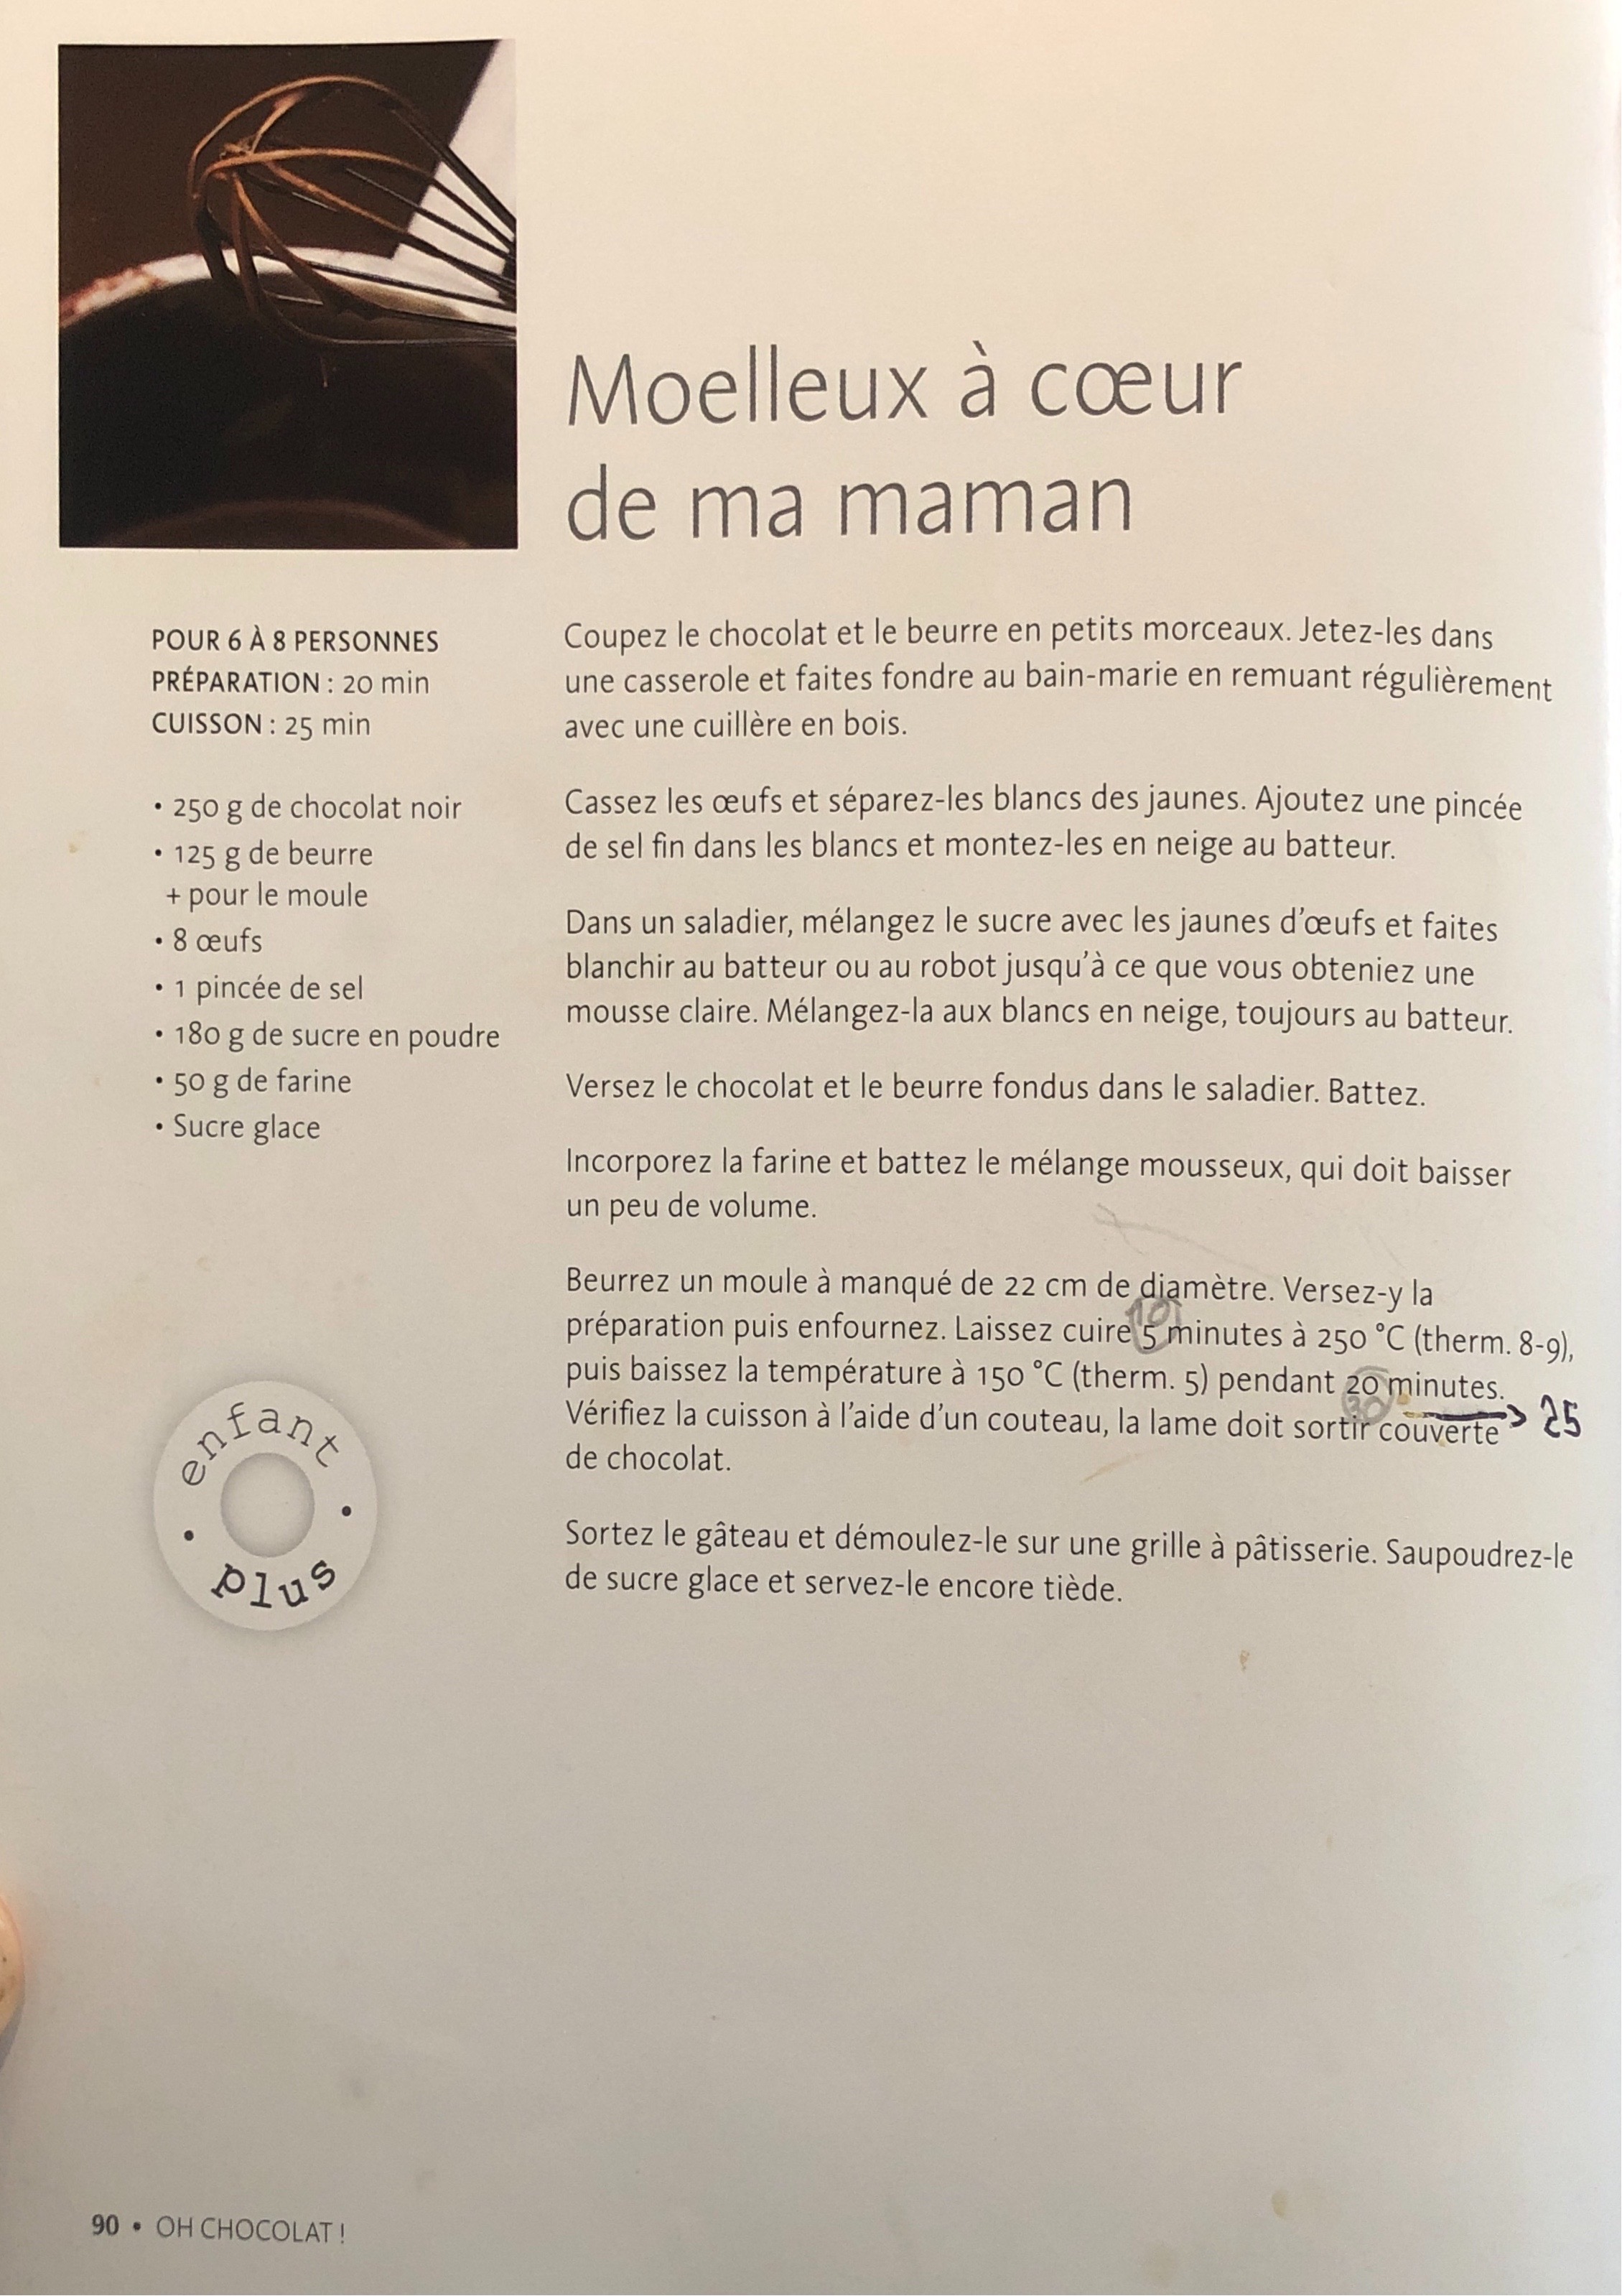 Moelleux à cœur
de ma maman
POUR 6 À 8 PERSONNES
PRÉPARATION : 20 min
CUISSON : 25 min
• 250 g de chocolat noir
• 125 g de beurre
+ pour le moule
• 8 œufs
• 1 pincée de sel
• 180 g de sucre en poudre
• 50 g de farine
• Sucre glace
enfant
• plus •
Coupez le chocolat et le beurre en petits morceaux. Jetez-les dans
une casserole et faites fondre au bain-marie en remuant régulièrement
avec une cuillère en bois.
Cassez les œufs et séparez-les blancs des jaunes. Ajoutez une pincée
de sel fin dans les blancs et montez-les en neige au batteur.
Dans un saladier, mélangez le sucre avec les jaunes d'œufs et faites
blanchir au batteur ou au robot jusqu'à ce que vous obteniez une
mousse claire. Mélangez-la aux blancs en neige, toujours au batteur.
Versez le chocolat et le beurre fondus dans le saladier. Battez.
Incorporez la farine et battez le mélange mousseux, qui doit baisser
un peu de volume.
Beurrez un moule à manqué de 22 cm de diamètre. Versez-y la
10
préparation puis enfournez. Laissez cuire 5 minutes à 250 °C (therm. 8-9),
puis baissez la température à 150 °C (therm. 5) pendant 20 minutes.
30 → 25
Vérifiez la cuisson à l'aide d'un couteau, la lame doit sortir couverte
de chocolat.
Sortez le gâteau et démoulez-le sur une grille à pâtisserie. Saupoudrez-le
de sucre glace et servez-le encore tiède.
90 • OH CHOCOLAT !